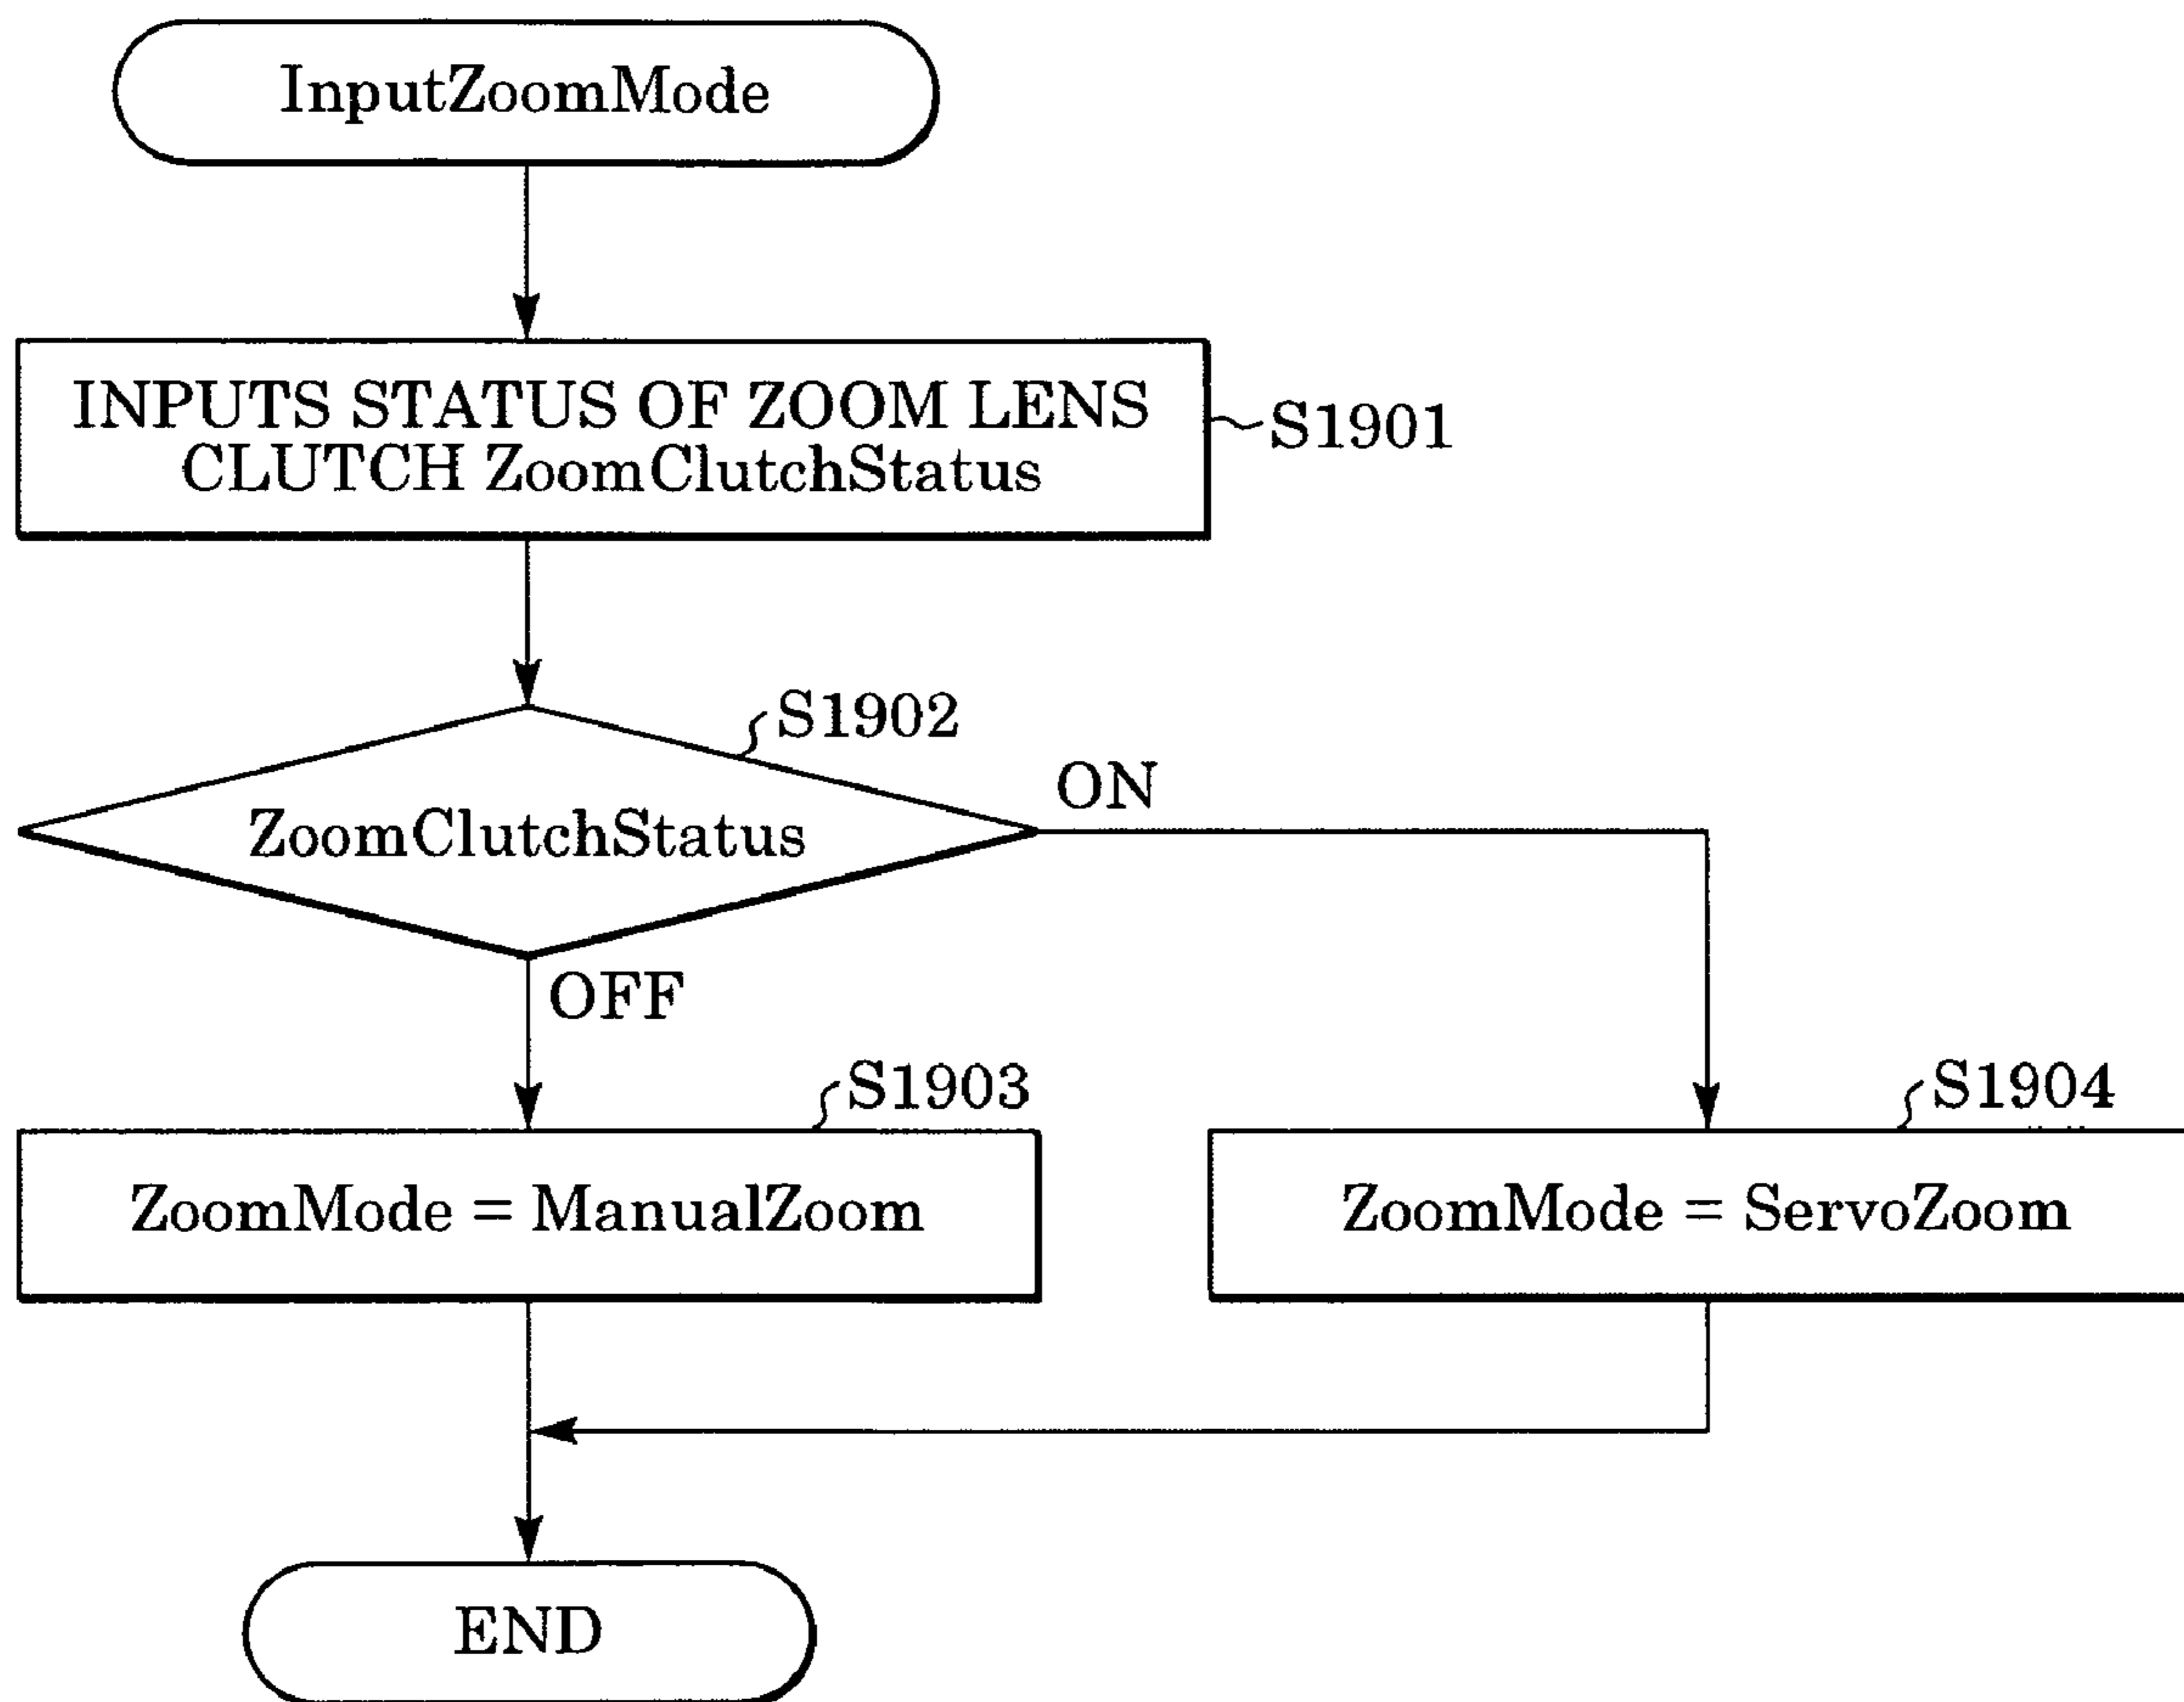 InputZoomMode
INPUTS STATUS OF ZOOM LENS
CLUTCH ZoomClutchStatus
S1901
S1902
ZoomClutchStatus
ON
OFF
S1903
ZoomMode = ManualZoom
S1904
ZoomMode = ServoZoom
END